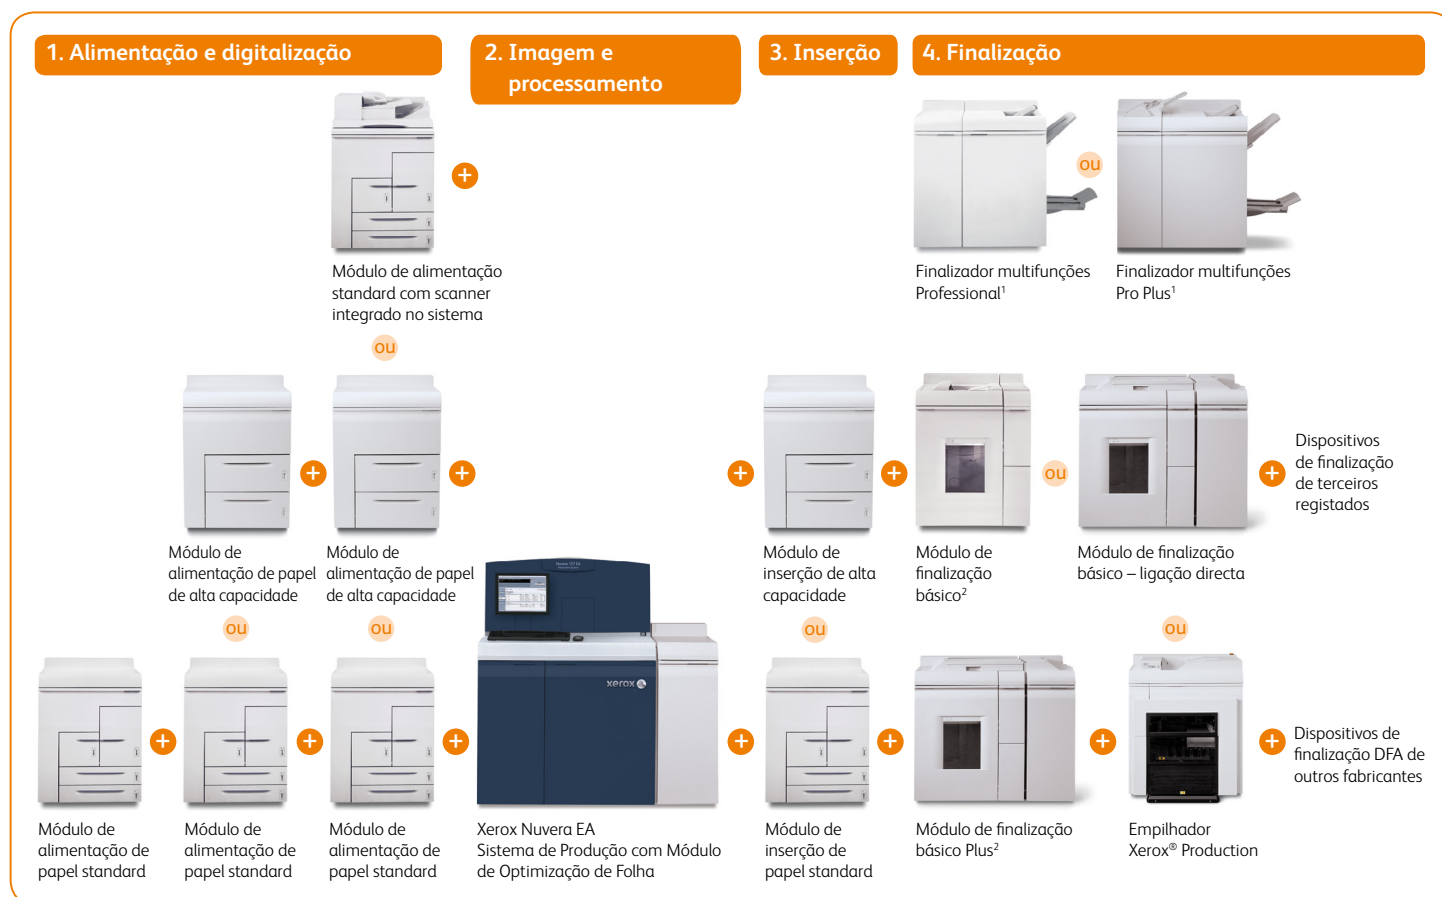 1. Alimentação e digitalização
2. Imagem e
processamento
3. Inserção
4. Finalização
+
ou
Módulo de alimentação
standard com scanner
integrado no sistema
Finalizador multifunções
Professional¹
Finalizador multifunções
Pro Plus¹
ou
+
+
+
+
ou
+
Dispositivos
de finalização
de terceiros
registados
Módulo de
alimentação de papel
de alta capacidade
Módulo de
alimentação de papel
de alta capacidade
Módulo de
inserção de alta
capacidade
Módulo de
finalização
básico²
Módulo de finalização
básico – ligação directa
ou
ou
ou
ou
xerox
+
+
+
+
+
+
+
Dispositivos de
finalização DFA de
outros fabricantes
Módulo de
alimentação de
papel standard
Módulo de
alimentação de
papel standard
Módulo de
alimentação de
papel standard
Xerox Nuvera EA
Sistema de Produção com Módulo
de Optimização de Folha
Módulo de
inserção de
papel standard
Módulo de finalização
básico Plus²
Empilhador
Xerox® Production